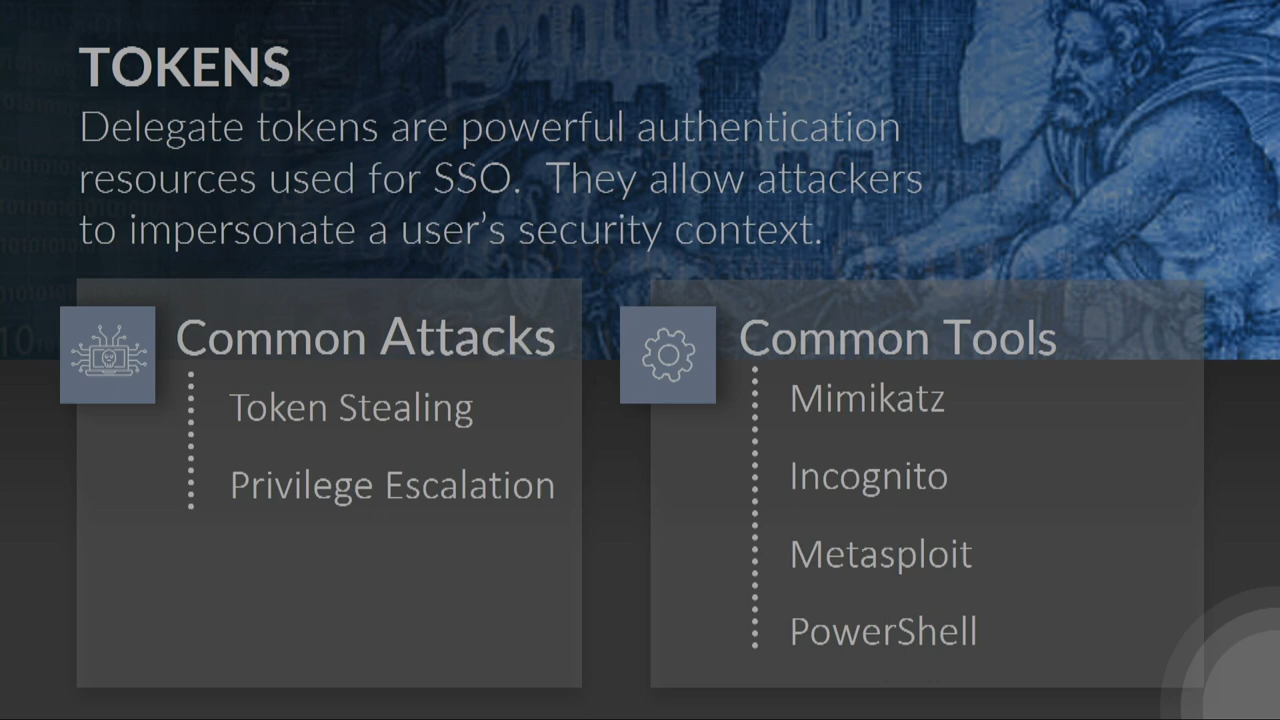 TOKENS
Delegate tokens are powerful authentication
resources used for SSO.  They allow attackers
to impersonate a user’s security context.
Common Attacks
Token Stealing
Privilege Escalation
Common Tools
Mimikatz
Incognito
Metasploit
PowerShell